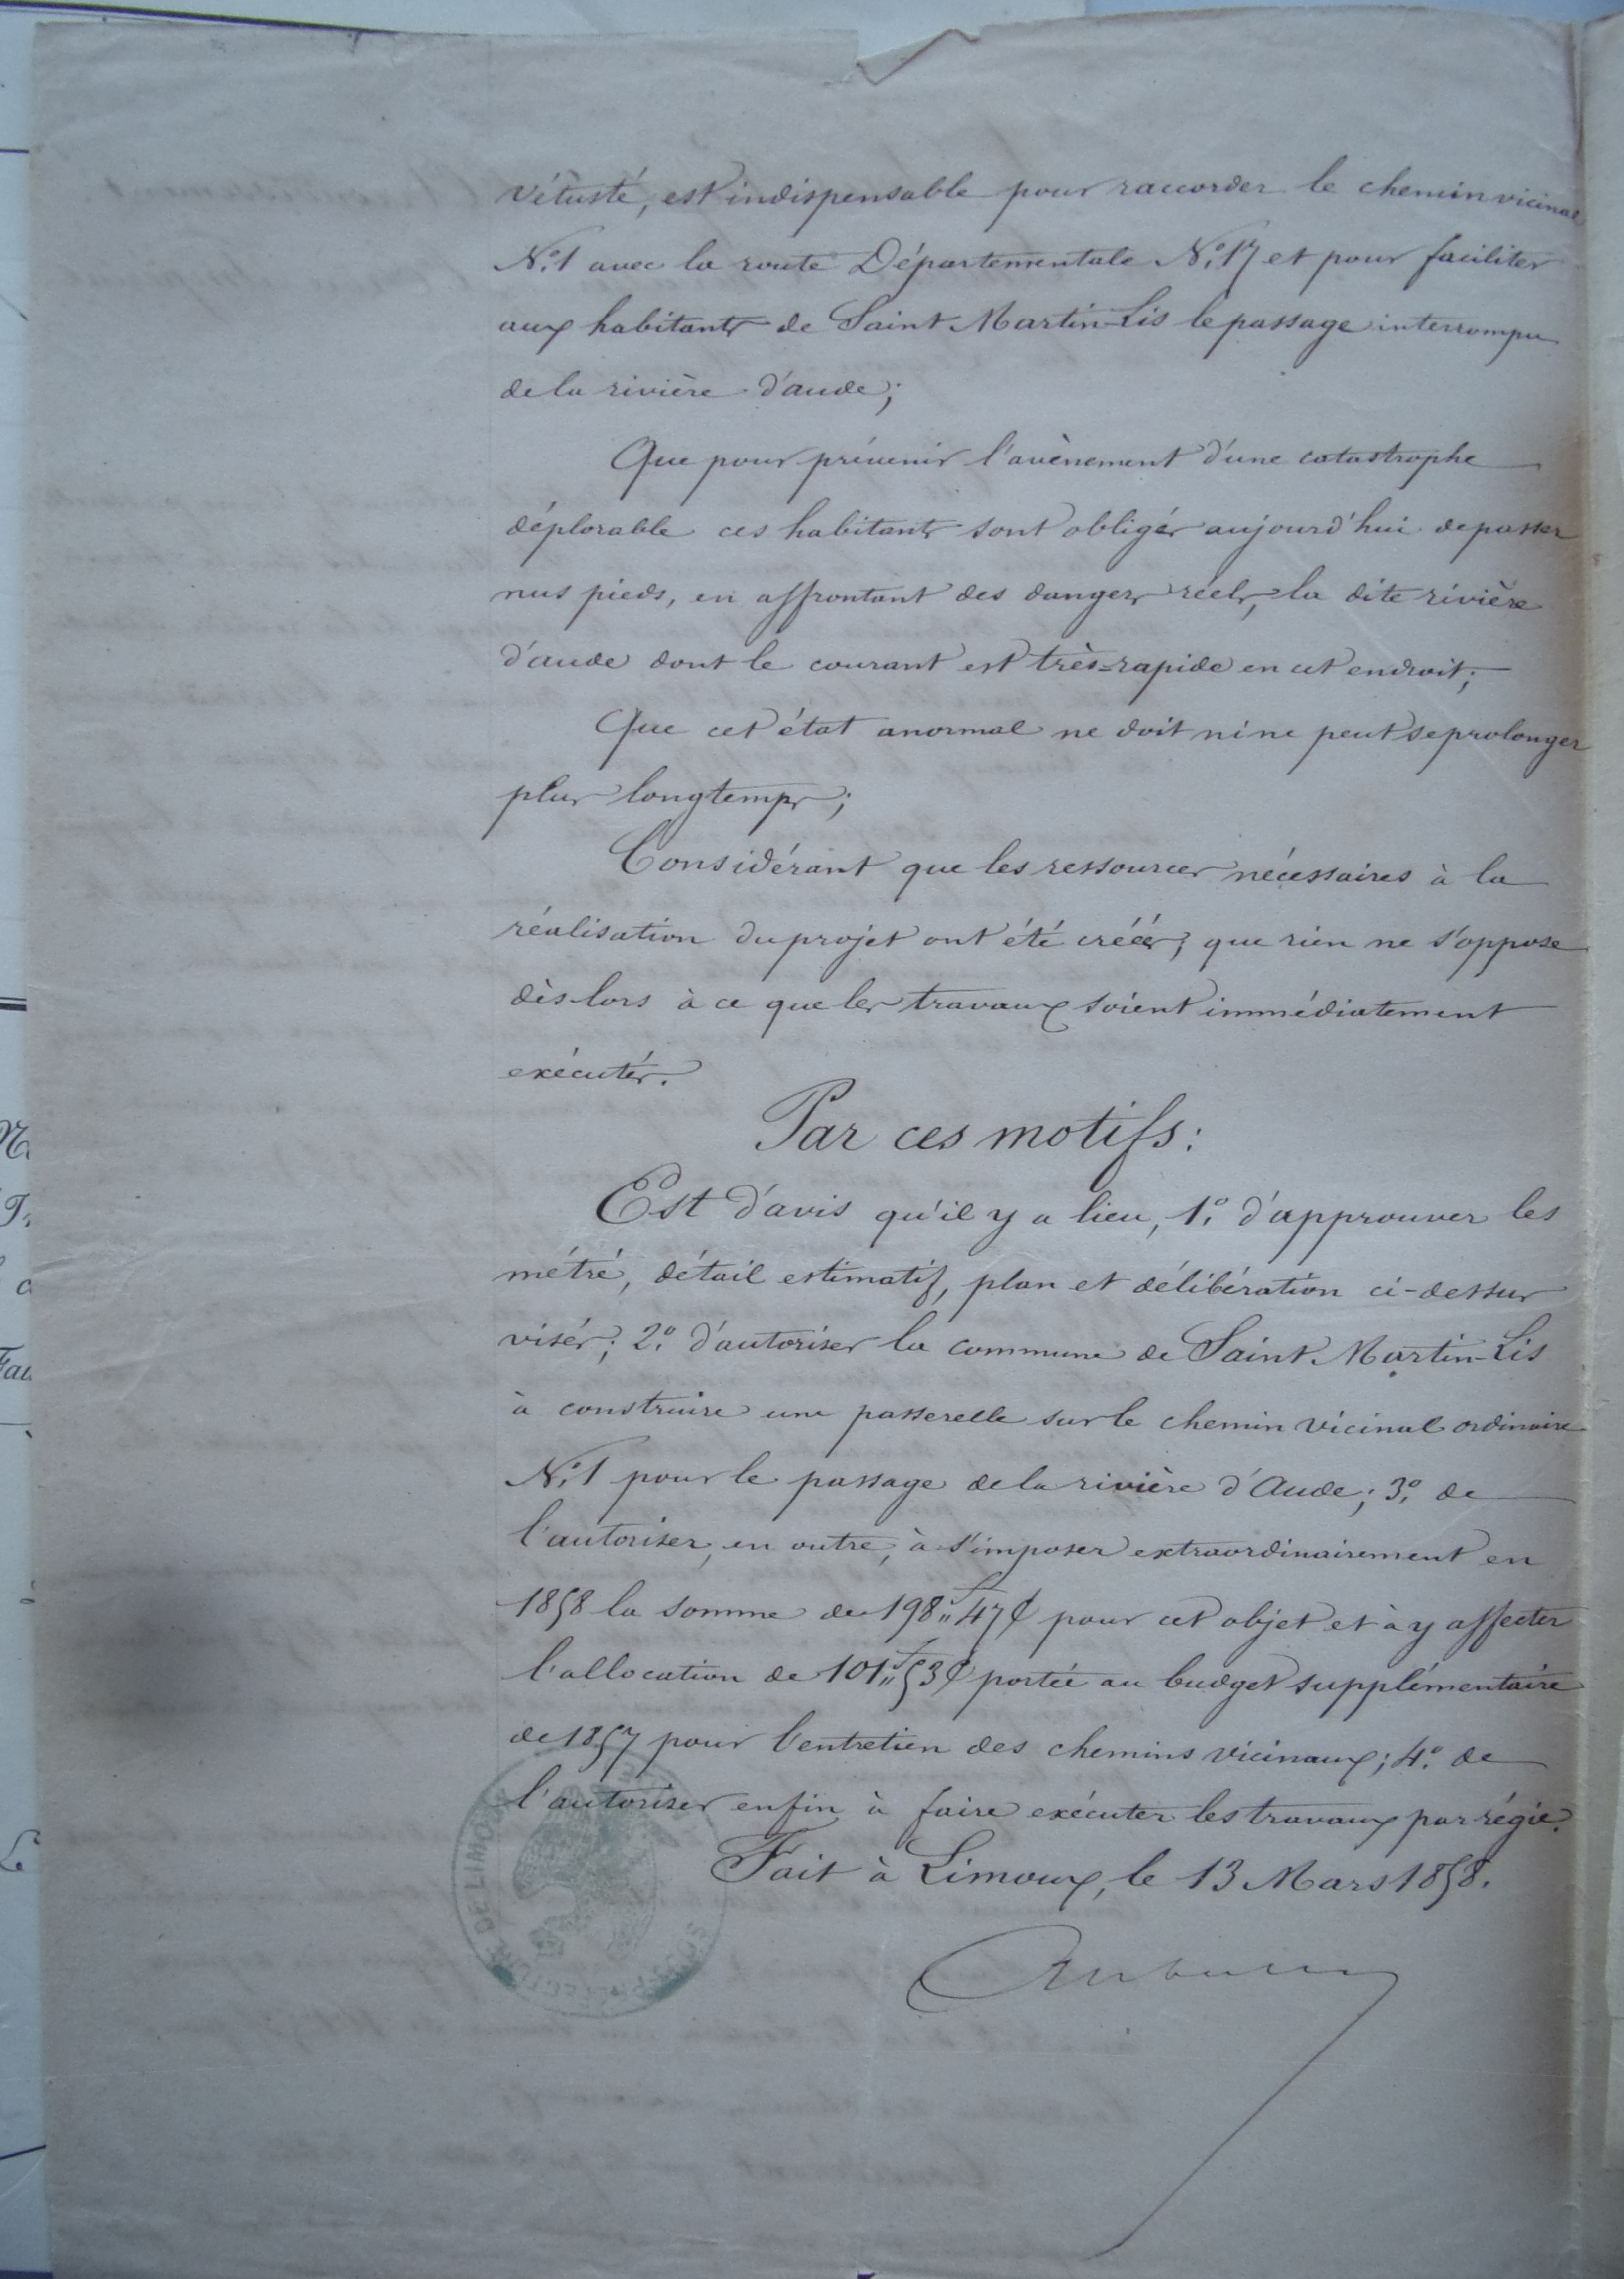 vétusté, est indispensable pour raccorder le chemin vicinal
N.º 1 avec la route Départementale N.º 17 et pour faciliter
aux habitants de Saint Martin-Lis le passage interrompu
de la rivière d'aude;
Que pour prévenir l'avènement d'une catastrophe
déplorable ces habitants sont obligés aujourd'hui de passer
nus pieds, en affrontant des dangers réels, la dite rivière
d'aude dont le courant est très-rapide en cet endroit;
Que cet état anormal ne doit ni ne peut se prolonger
plus longtemps;
Considérant que les ressources nécessaires à la
réalisation du projet ont été créés, que rien ne s'oppose
dès-lors à ce que les travaux soient immédiatement
exécutés.
Par ces motifs:
Est d'avis qu'il y a lieu, 1.º d'approuver les
métré, détail estimatif, plan et délibération ci-dessus
visés; 2.º d'autoriser la commune de Saint Martin-Lis
à construire une passerelle sur le chemin vicinal ordinaire
N.º 1 pour le passage de la rivière d'Aude; 3.º de
l'autoriser, en outre, à s'imposer extraordinairement en
1858 la somme de 198f 47c pour cet objet et à y affecter
l'allocation de 101f 53c portée au budget supplémentaire
de 1857 pour l'entretien des chemins vicinaux; 4.º de
l'autoriser enfin à faire exécuter les travaux par régie.
Fait à Limoux, le 13 Mars 1858.
SOUS-PRÉFECTURE DE LIMOUX